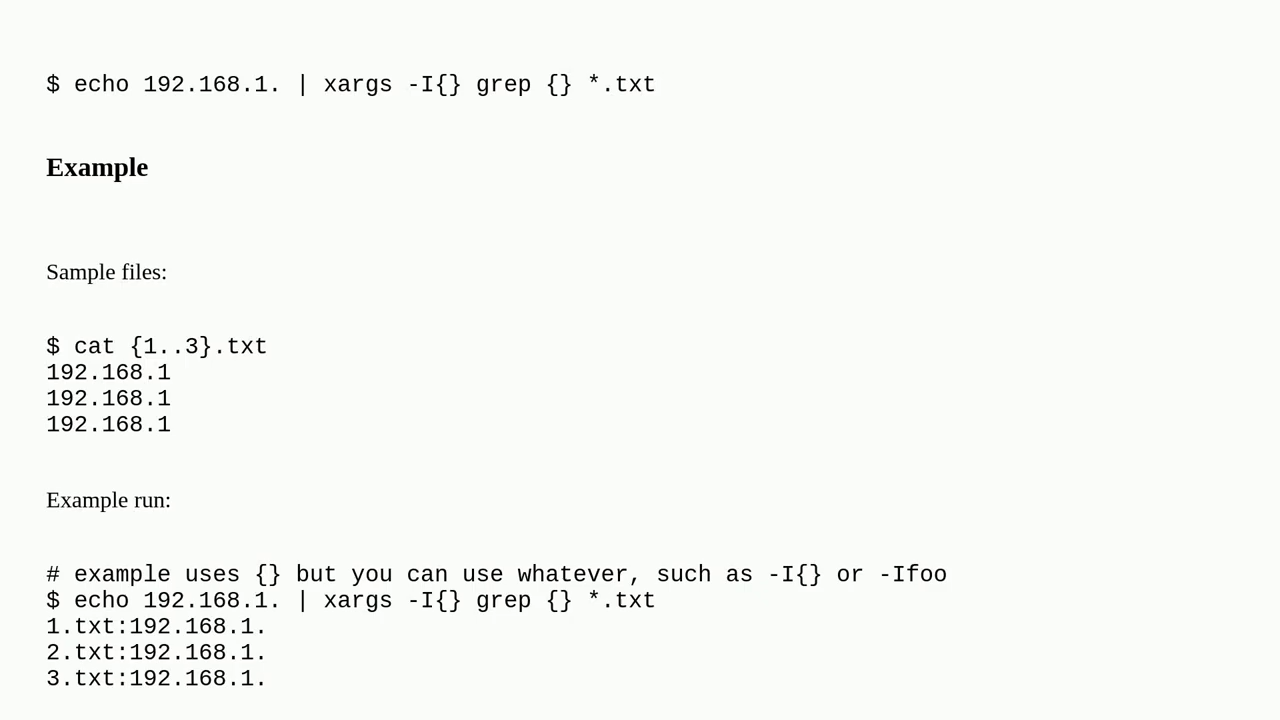 $ echo 192.168.1. | xargs -I{} grep {} *.txt
Example
Sample files:
$ cat {1..3}.txt
192.168.1
192.168.1
192.168.1
Example run:
# example uses {} but you can use whatever, such as -I{} or -Ifoo
$ echo 192.168.1. | xargs -I{} grep {} *.txt
1.txt:192.168.1.
2.txt:192.168.1.
3.txt:192.168.1.